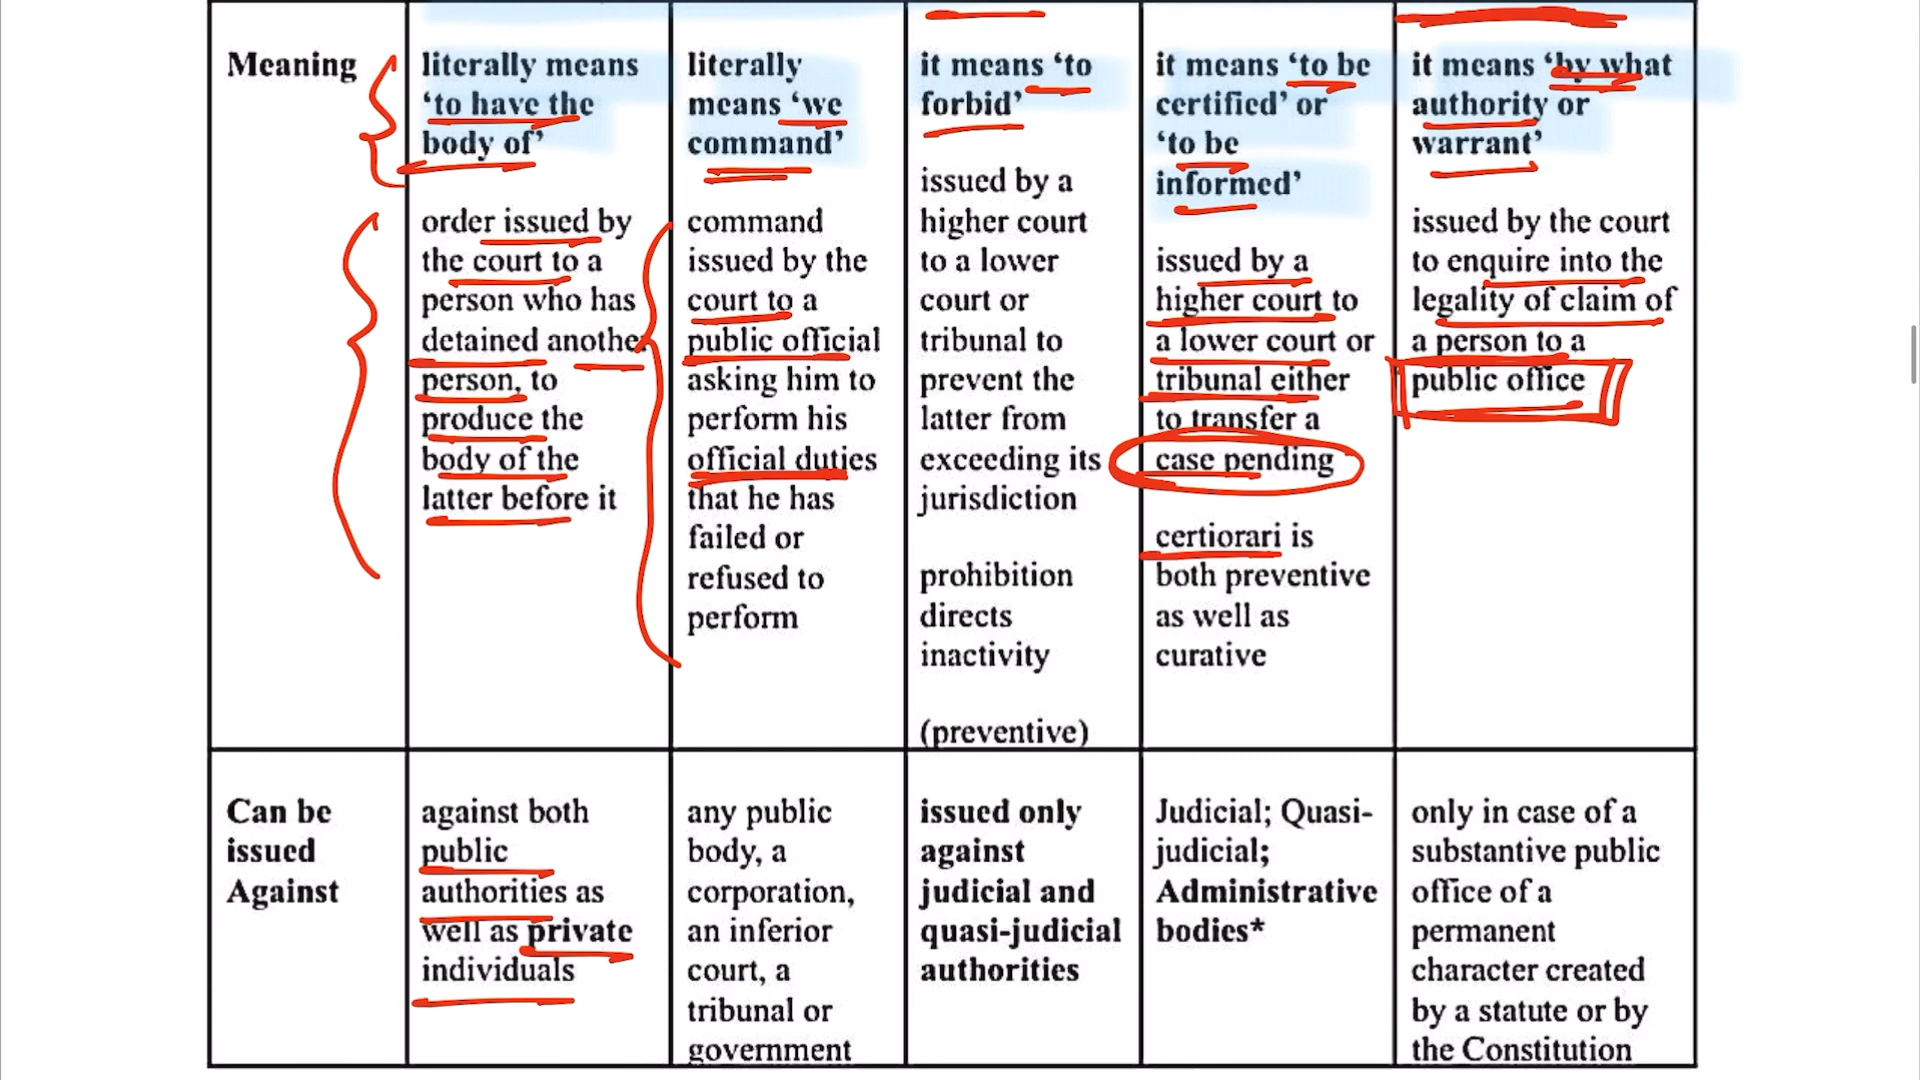 Meaning
literally means
‘to have the
body of’
order issued by
the court to a
person who has
detained another
person, to
produce the
body of the
latter before it
literally
means ‘we
command’
command
issued by the
court to a
public official
asking him to
perform his
official duties
that he has
failed or
refused to
perform
it means ‘to
forbid’
issued by a
higher court
to a lower
court or
tribunal to
prevent the
latter from
exceeding its
jurisdiction
prohibition
directs
inactivity
(preventive)
it means ‘to be
certified’ or
‘to be
informed’
issued by a
higher court to
a lower court or
tribunal either
to transfer a
case pending
certiorari is
both preventive
as well as
curative
it means ‘by what
authority or
warrant’
issued by the court
to enquire into the
legality of claim of
a person to a
public office
Can be
issued
Against
against both
public
authorities as
well as private
individuals
any public
body, a
corporation,
an inferior
court, a
tribunal or
government
issued only
against
judicial and
quasi-judicial
authorities
Judicial; Quasi-
judicial;
Administrative
bodies*
only in case of a
substantive public
office of a
permanent
character created
by a statute or by
the Constitution